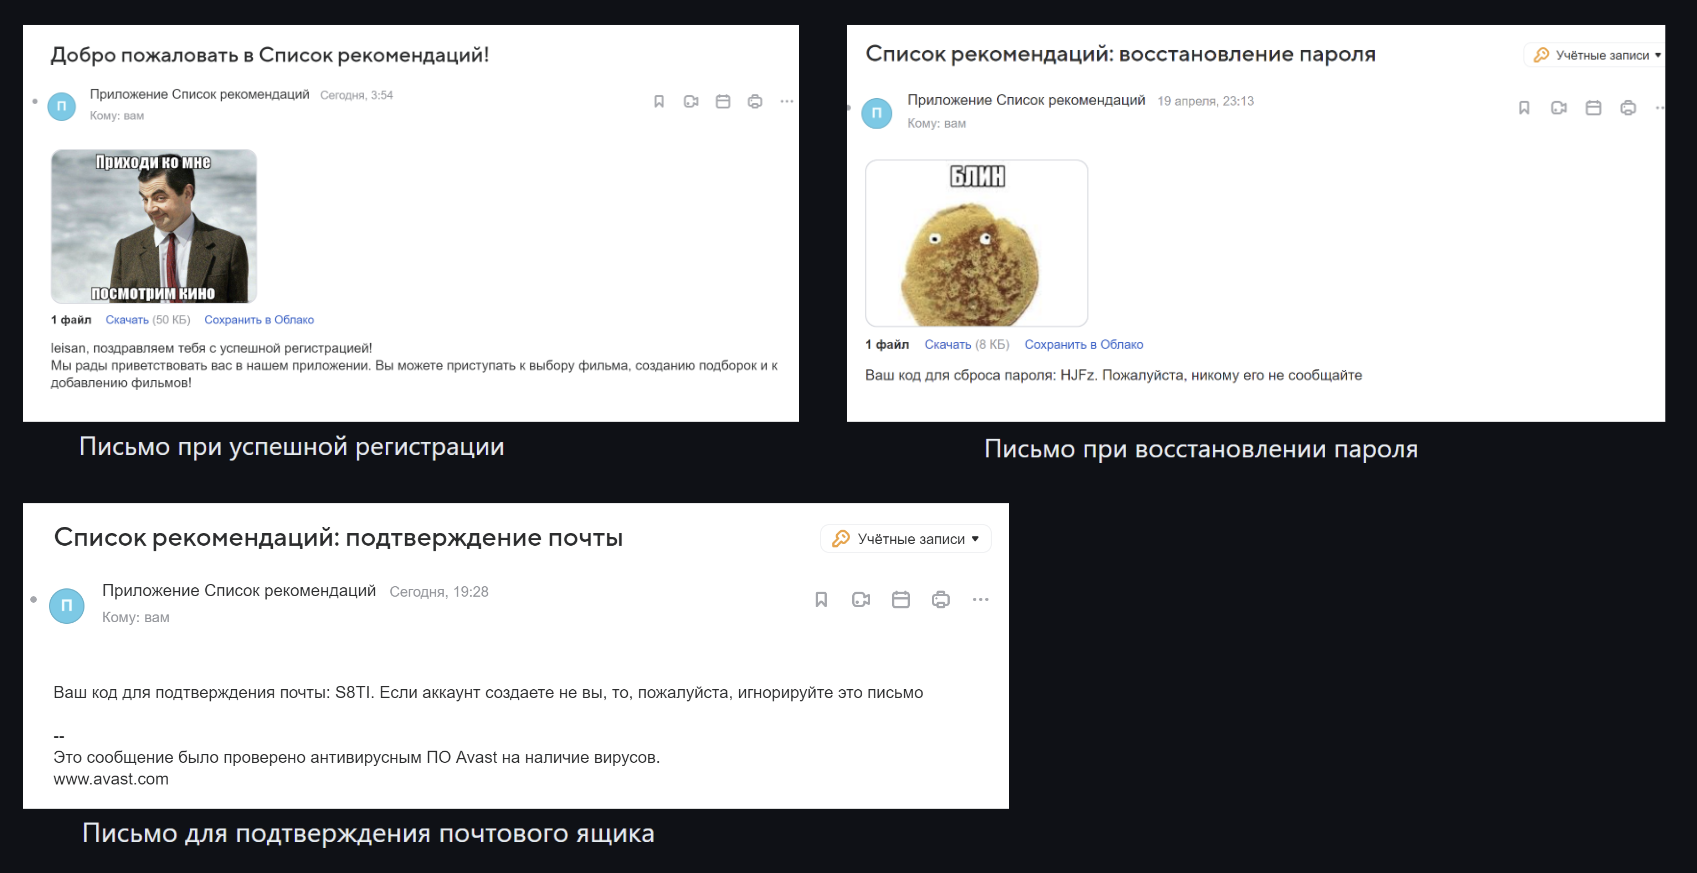 Добро пожаловать в Список рекомендаций!
П
Приложение Список рекомендаций Сегодня, 3:54
Кому: вам
Приходи ко мне
посмотрим кино
1 файл Скачать (50 КБ) Сохранить в Облако
leisan, поздравляем тебя с успешной регистрацией!
Мы рады приветствовать вас в нашем приложении. Вы можете приступать к выбору фильма, созданию подборок и к
добавлению фильмов!
Письмо при успешной регистрации
Список рекомендаций: восстановление пароля
Учётные записи
П
Приложение Список рекомендаций 19 апреля, 23:13
Кому: вам
БЛИН
1 файл Скачать (8 КБ) Сохранить в Облако
Ваш код для сброса пароля: HJFz. Пожалуйста, никому его не сообщайте
Письмо при восстановлении пароля
Список рекомендаций: подтверждение почты
Учётные записи
П
Приложение Список рекомендаций Сегодня, 19:28
Кому: вам
Ваш код для подтверждения почты: S8TI. Если аккаунт создаете не вы, то, пожалуйста, игнорируйте это письмо
--
Это сообщение было проверено антивирусным ПО Avast на наличие вирусов.
www.avast.com
Письмо для подтверждения почтового ящика